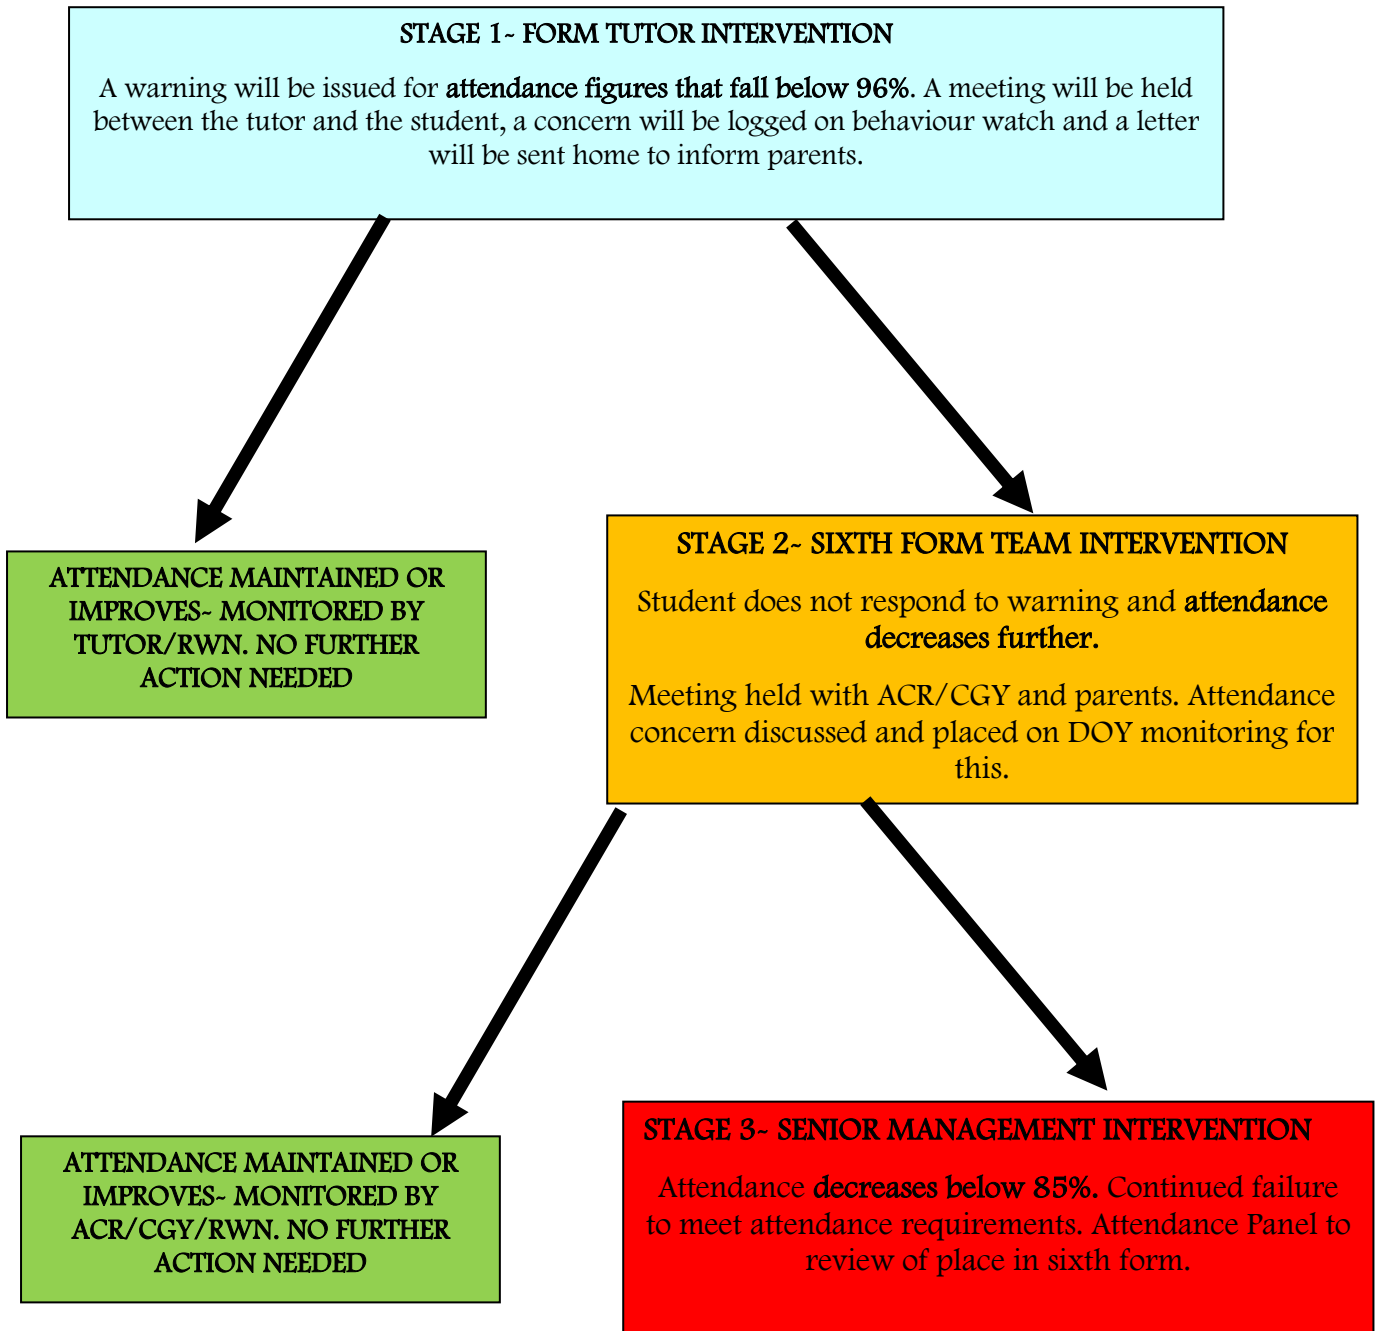 STAGE 1~ FORM TUTOR INTERVENTION
A warning will be issued for attendance figures that fall below 96%. A meeting will be held
between the tutor and the student, a concern will be logged on behaviour watch and a letter
will be sent home to inform parents.
ATTENDANCE MAINTAINED OR
IMPROVES~ MONITORED BY
TUTOR/RWN. NO FURTHER
ACTION NEEDED
STAGE 2~ SIXTH FORM TEAM INTERVENTION
Student does not respond to warning and attendance
decreases further.
Meeting held with ACR/CGY and parents. Attendance
concern discussed and placed on DOY monitoring for
this.
ATTENDANCE MAINTAINED OR
IMPROVES~ MONITORED BY
ACR/CGY/RWN. NO FURTHER
ACTION NEEDED
STAGE 3~ SENIOR MANAGEMENT INTERVENTION
Attendance decreases below 85%. Continued failure
to meet attendance requirements. Attendance Panel to
review of place in sixth form.